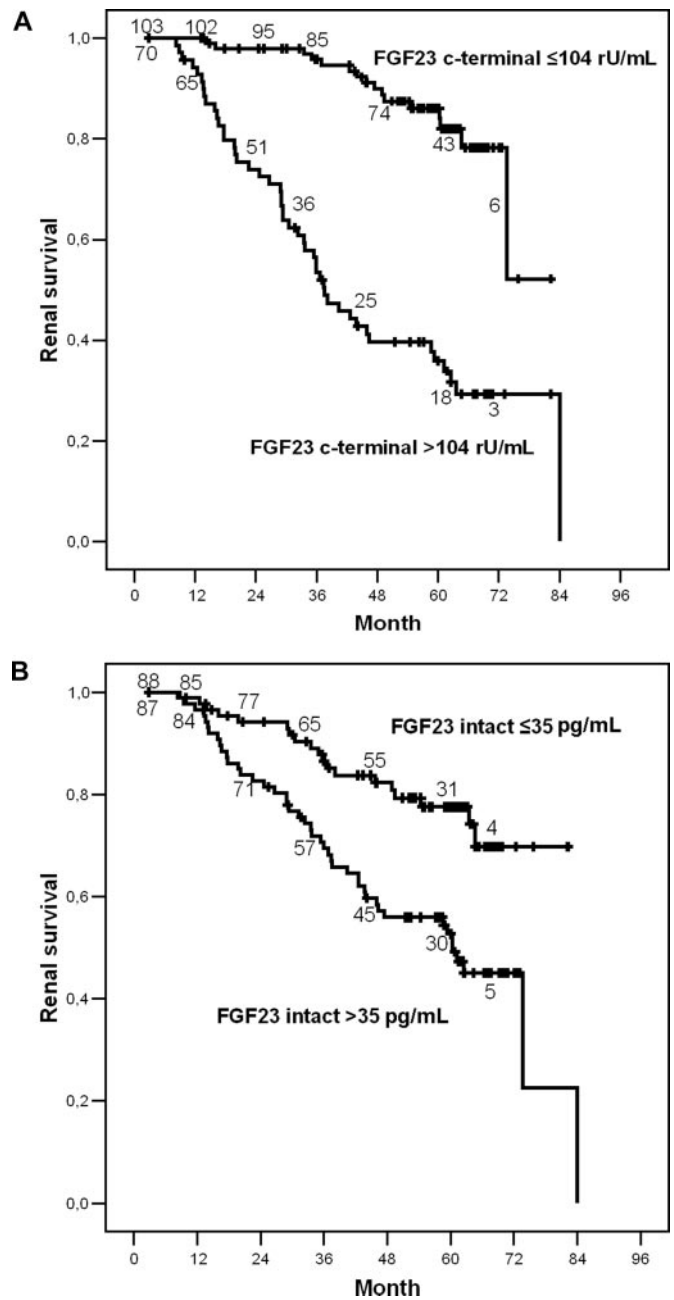 A
103 102 95 85
FGF23 c-terminal ≤104 rU/mL
1,0
70
65
74
0,8
51
43
36
6
0,6
Renal survival
25
0,4
18
3
FGF23 c-terminal >104 rU/mL
0,2
0,0
0 12 24 36 48 60 72 84 96
Month
B
88 85 77
1,0
87 84
65
FGF23 intact ≤35 pg/mL
55
31
71
0,8
4
57
Renal survival
0,6
45
30
5
FGF23 intact >35 pg/mL
0,4
0,2
0,0
0 12 24 36 48 60 72 84 96
Month